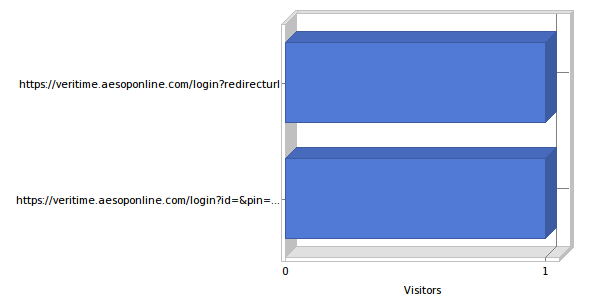 https://veritime.aesoponline.com/login?redirecturl
https://veritime.aesoponline.com/login?id=&pin=...
0 1
Visitors